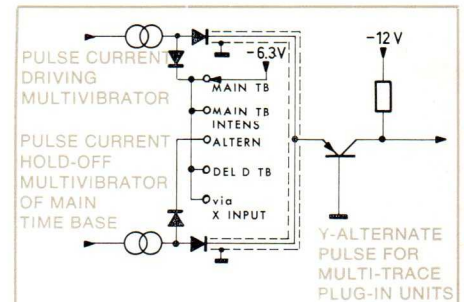 PULSE CURRENT
DRIVING
MULTIVIBRATOR
-6.3V
-12 V
MAIN TB
MAIN TB
INTENS
ALTERN
DEL D TB
via
X INPUT
PULSE CURRENT
HOLD-OFF
MULTIVIBRATOR
OF MAIN
TIME BASE
Y-ALTERNATE
PULSE FOR
MULTI-TRACE
PLUG-IN UNITS